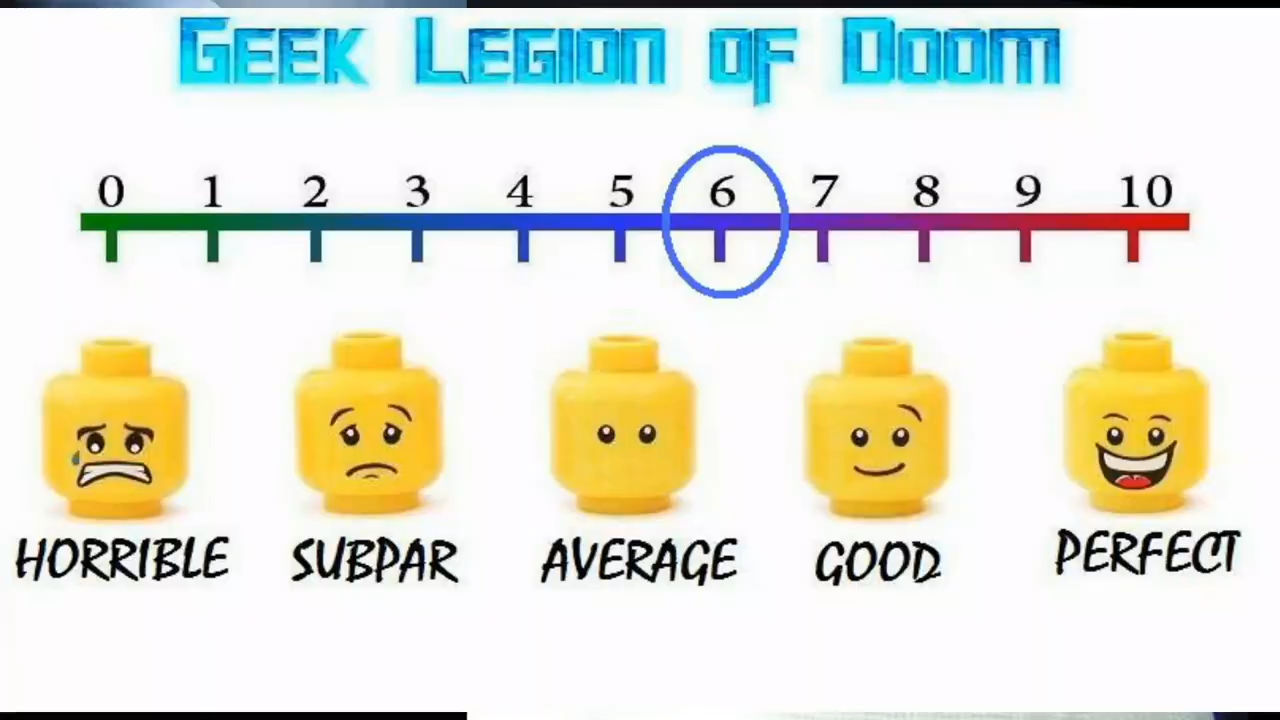 GEEK LEGION OF DOOM
0 1 2 3 4 5 6 7 8 9 10
HORRIBLE SUBPAR AVERAGE GOOD PERFECT